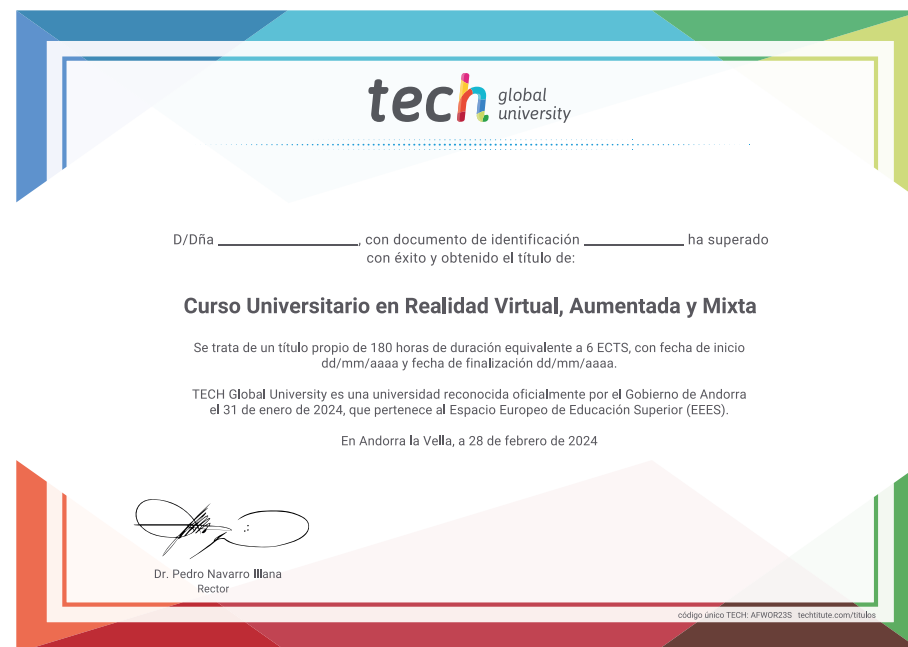 tech global university
D/Dña ____________________, con documento de identificación ______________ ha superado
con éxito y obtenido el título de:
Curso Universitario en Realidad Virtual, Aumentada y Mixta
Se trata de un título propio de 180 horas de duración equivalente a 6 ECTS, con fecha de inicio
dd/mm/aaaa y fecha de finalización dd/mm/aaaa.
TECH Global University es una universidad reconocida oficialmente por el Gobierno de Andorra
el 31 de enero de 2024, que pertenece al Espacio Europeo de Educación Superior (EEES).
En Andorra la Vella, a 28 de febrero de 2024
Dr. Pedro Navarro Illana
Rector
código único TECH: AFWOR23S techtitute.com/titulos